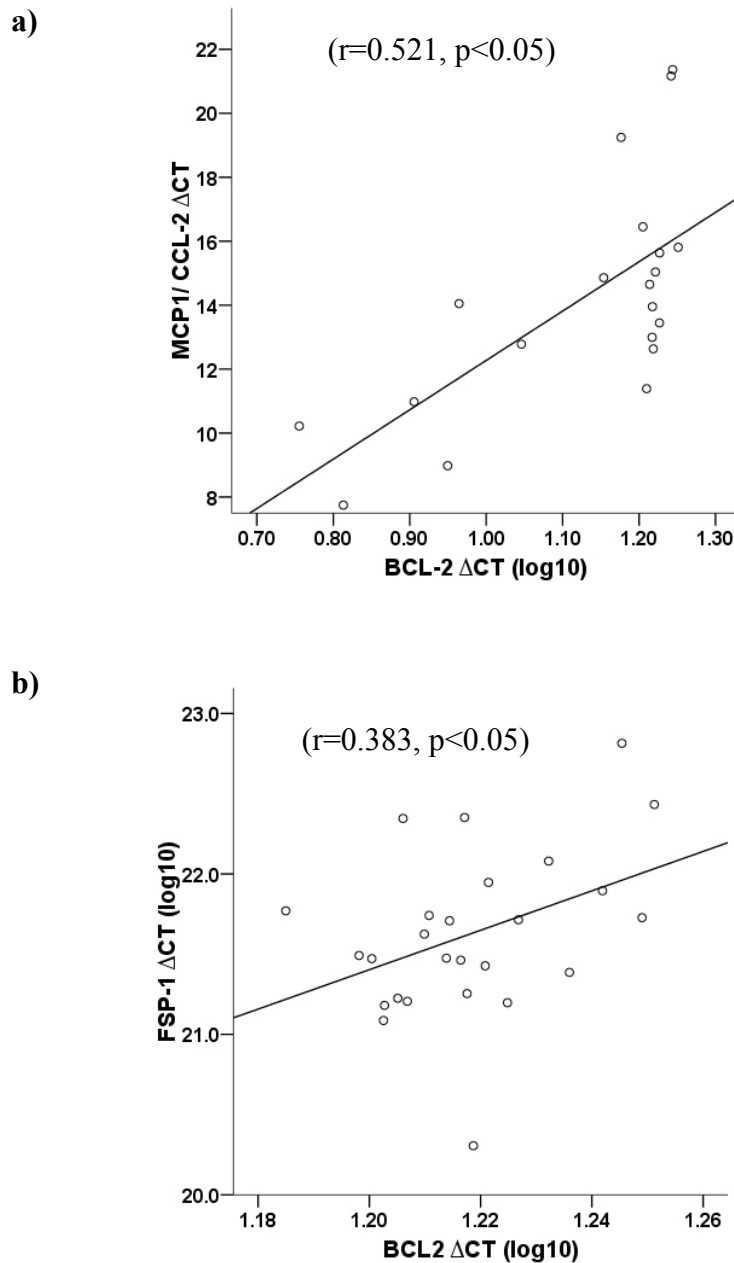 a)
(r=0.521, p<0.05)
MCP1/ CCL-2 ΔCT
22
20
18
16
14
12
10
8
0.70 0.80 0.90 1.00 1.10 1.20 1.30
BCL-2 ΔCT (log10)
b)
(r=0.383, p<0.05)
FSP-1 ΔCT (log10)
23.0
22.0
21.0
20.0
1.18 1.20 1.22 1.24 1.26
BCL2 ΔCT (log10)